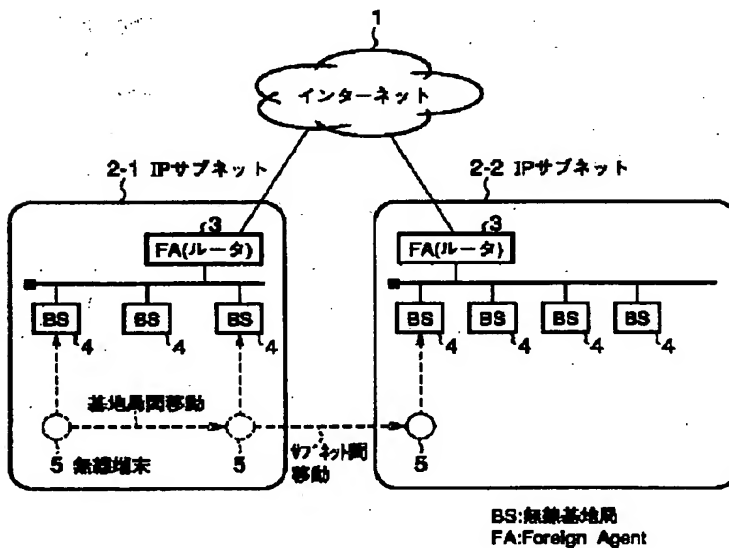 1
インターネット
2-1 IPサブネット
2-2 IPサブネット
3
FA(ルータ)
3
FA(ルータ)
BS
BS
BS
BS
BS
BS
BS
4
4
4
4
4
4
4
基地局間移動
5 無線端末
5
サブネット間
移動
5
BS:無線基地局
FA:Foreign Agent